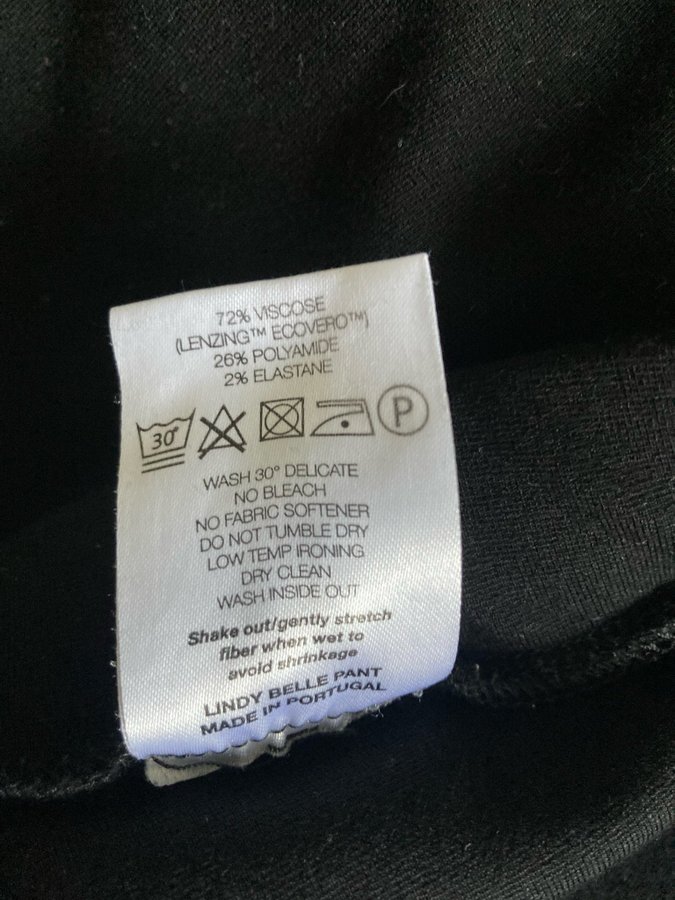 72% VISCOSE
(LENZING™ ECOVERO™)
26% POLYAMIDE
2% ELASTANE
30° P
WASH 30° DELICATE
NO BLEACH
NO FABRIC SOFTENER
DO NOT TUMBLE DRY
LOW TEMP IRONING
DRY CLEAN
WASH INSIDE OUT
Shake out/gently stretch
fiber when wet to
avoid shrinkage
LINDY BELLE PANT
MADE IN PORTUGAL